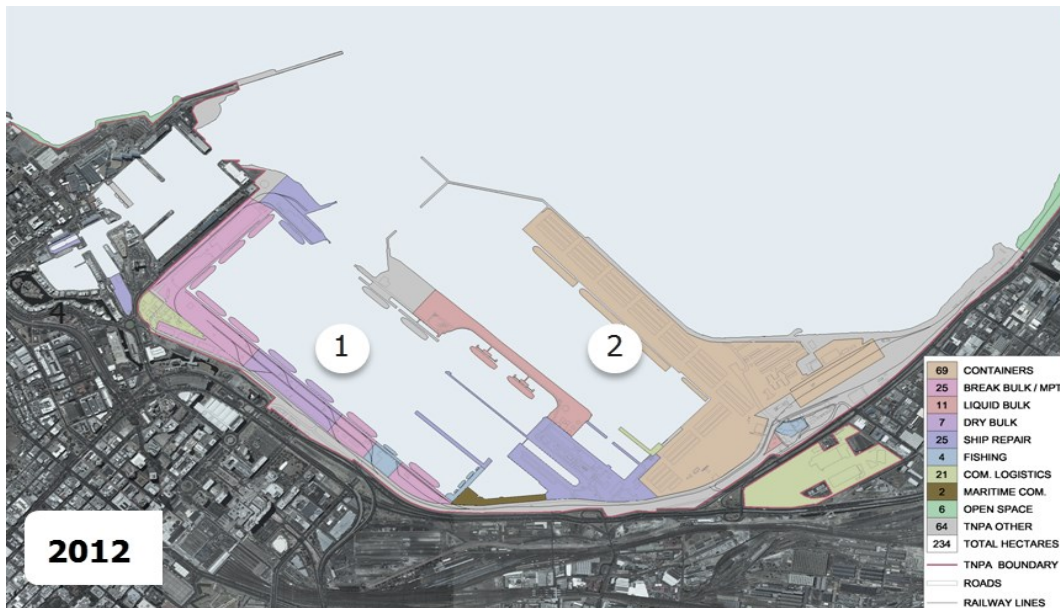 1
2
4
2012
69 CONTAINERS
25 BREAK BULK / MPT
11 LIQUID BULK
7 DRY BULK
25 SHIP REPAIR
4 FISHING
21 COM. LOGISTICS
2 MARITIME COM.
6 OPEN SPACE
64 TNPA OTHER
234 TOTAL HECTARES
TNPA BOUNDARY
ROADS
RAILWAY LINES